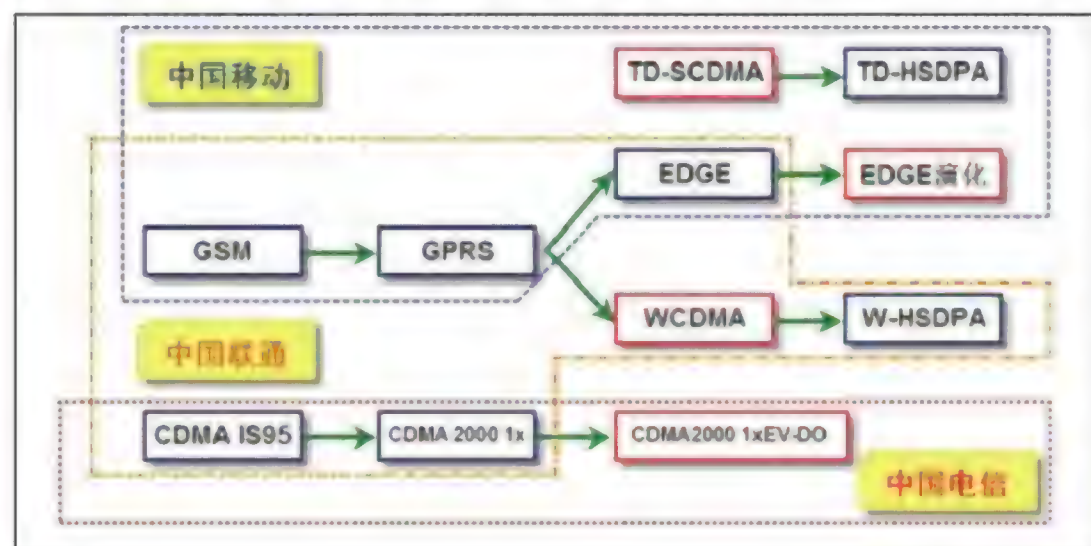 中国移动
TD-SCDMA
TD-HSDPA
EDGE
EDGE演化
GSM
GPRS
WCDMA
W-HSDPA
中国联通
CDMA IS95
CDMA 2000 1x
CDMA2000 1xEV-DO
中国电信